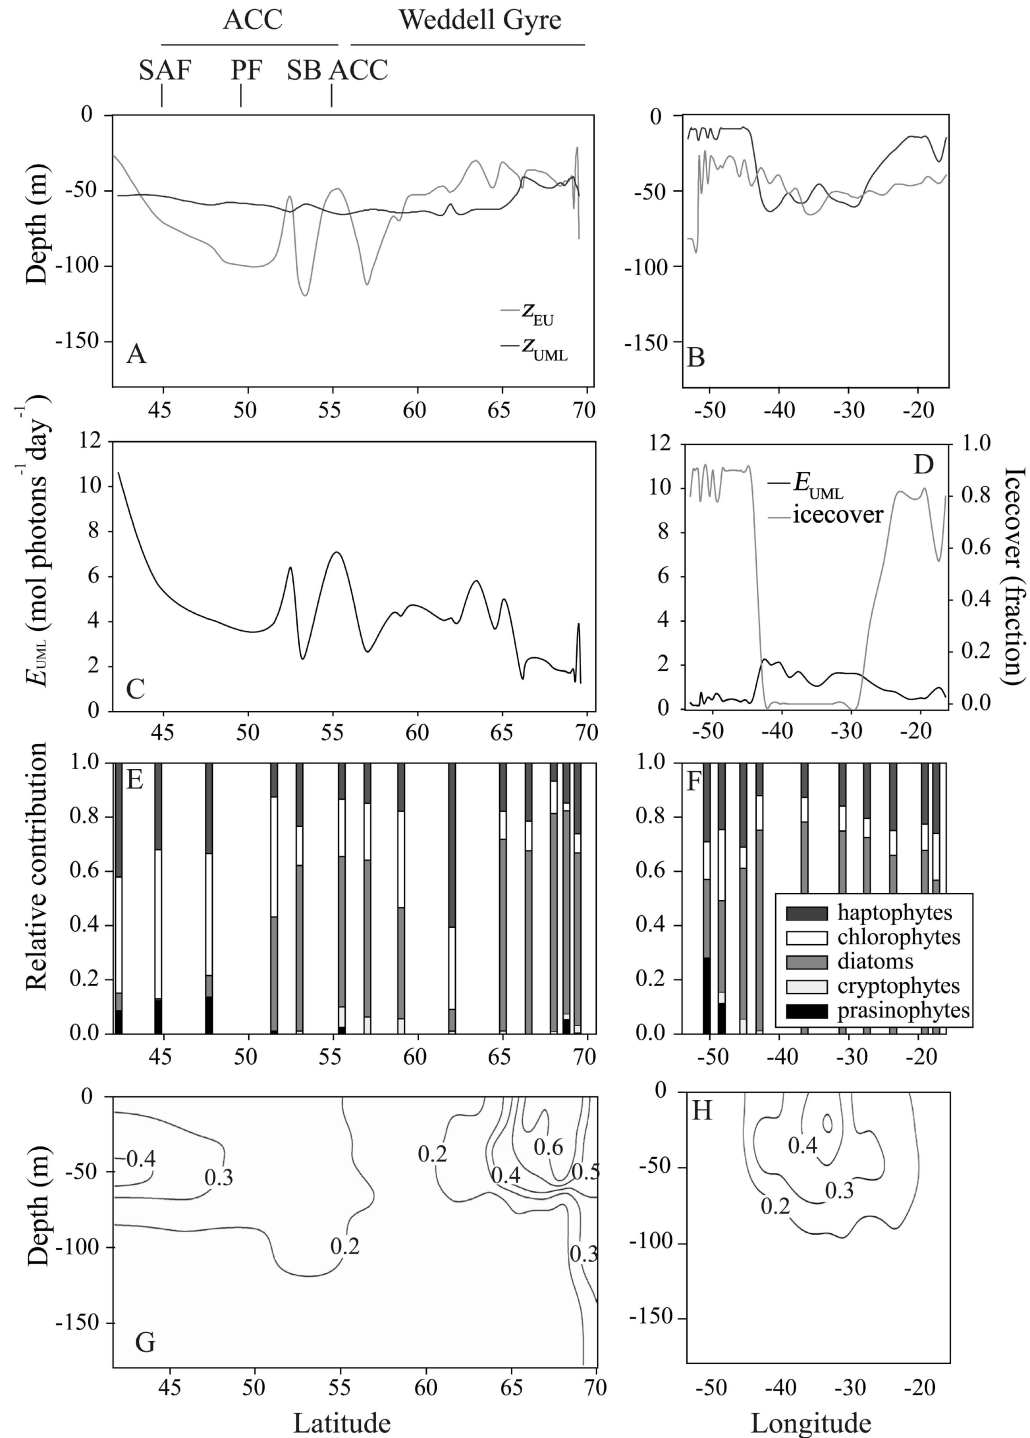 ACC Weddell Gyre
SAF PF SB ACC
0 0
-50 -50
-100 -100
-150 -150
Depth (m)
z EU
z UML
A B
45 50 55 60 65 70 -50 -40 -30 -20
12 12 1.0
10 10 0.8
8 8 0.6
6 6 0.4
4 4 0.2
2 2 0.0
0 0
E UML (mol photons -1 day -1)
C D
E UML
icecover
Icecover (fraction)
45 50 55 60 65 70 -50 -40 -30 -20
1.0 1.0
0.8 0.8
0.6 0.6
0.4 0.4
0.2 0.2
0.0 0.0
Relative contribution
E F
haptophytes
chlorophytes
diatoms
cryptophytes
prasinophytes
45 50 55 60 65 70 -50 -40 -30 -20
0 0
-50 -50
-100 -100
-150 -150
Depth (m)
G H
0.4 0.3 0.2 0.2 0.4 0.6 0.5 0.3
0.4 0.3 0.2
45 50 55 60 65 70 -50 -40 -30 -20
Latitude Longitude